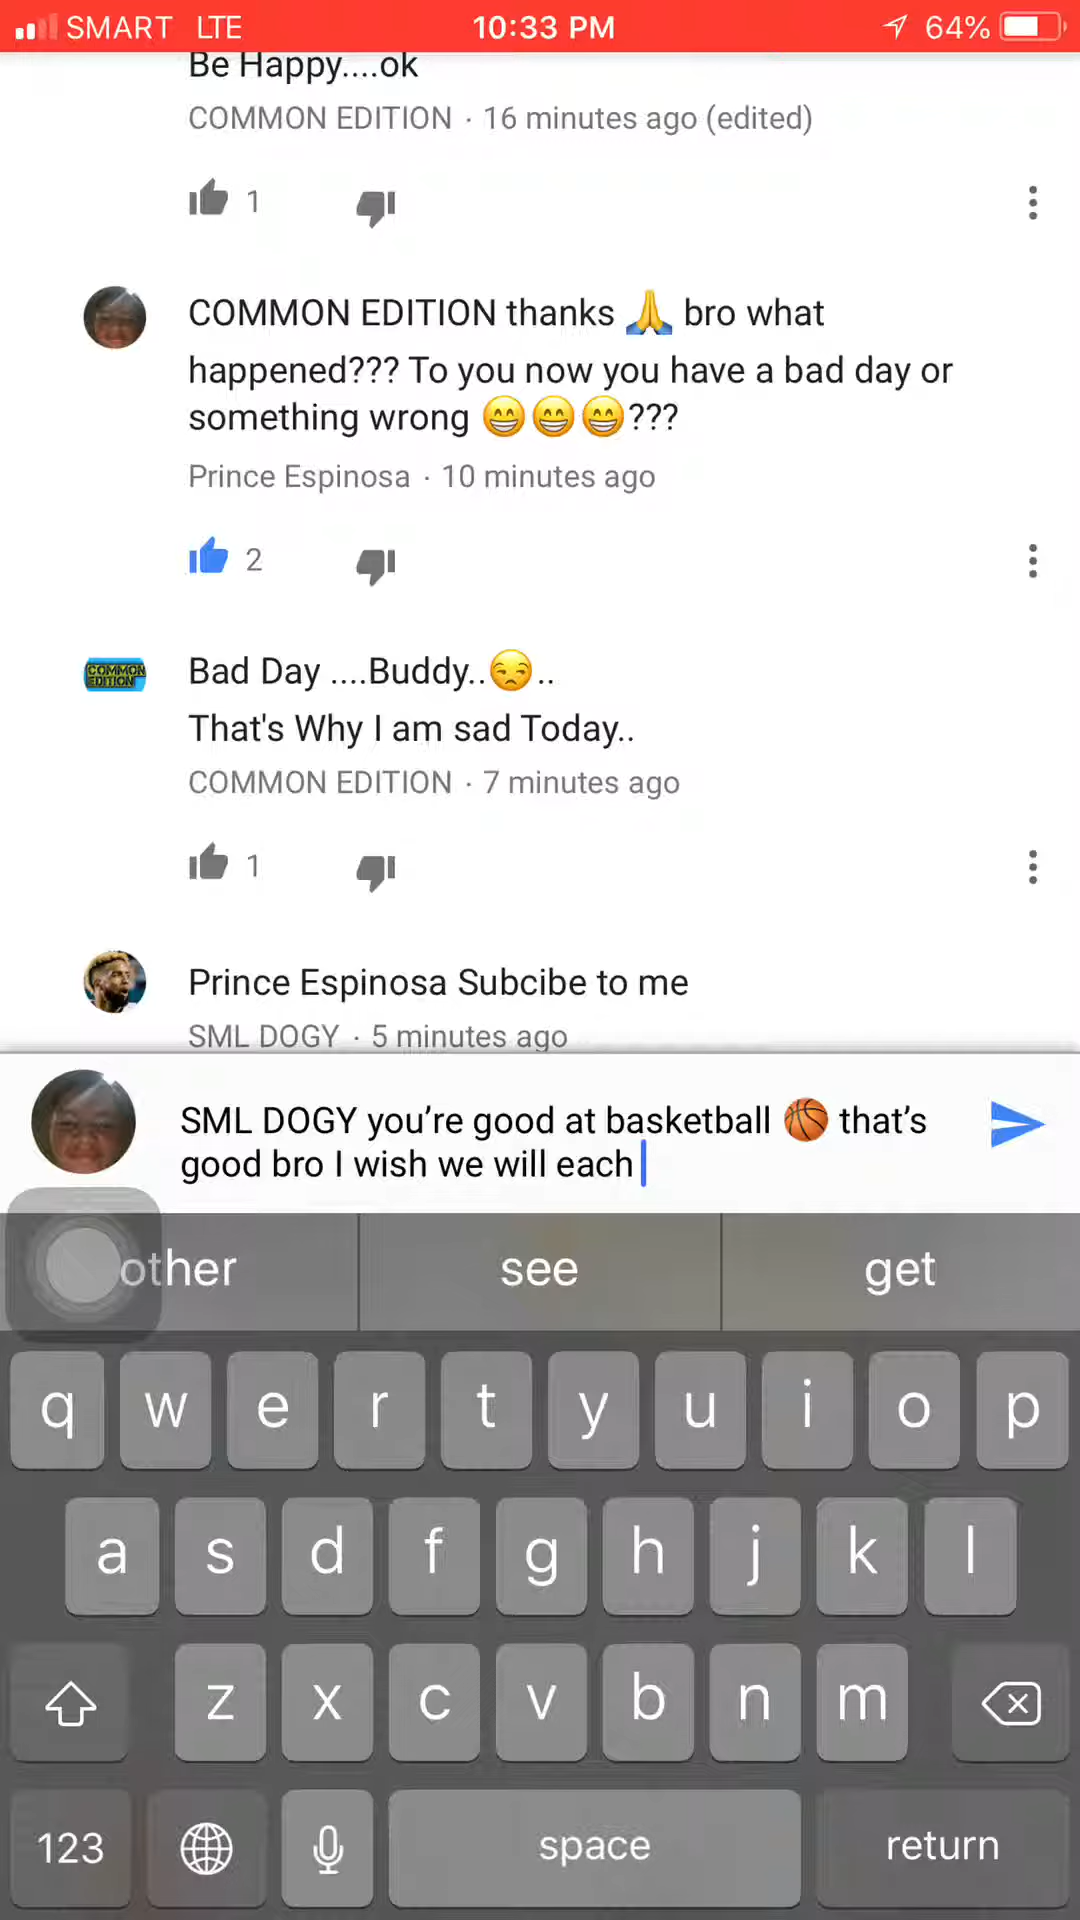 SMART LTE 10:33 PM 64%
Be Happy....ok
COMMON EDITION · 16 minutes ago (edited)
1
COMMON EDITION thanks 🙏 bro what
happened??? To you now you have a bad day or
something wrong 😁😁😁???
Prince Espinosa · 10 minutes ago
2
COMMON
EDITION
Bad Day ....Buddy..😒..
That's Why I am sad Today..
COMMON EDITION · 7 minutes ago
1
Prince Espinosa Subcibe to me
SML DOGY · 5 minutes ago
SML DOGY you’re good at basketball 🏀 that’s
good bro I wish we will each
other see get
q w e r t y u i o p
a s d f g h j k l
z x c v b n m
123 space return